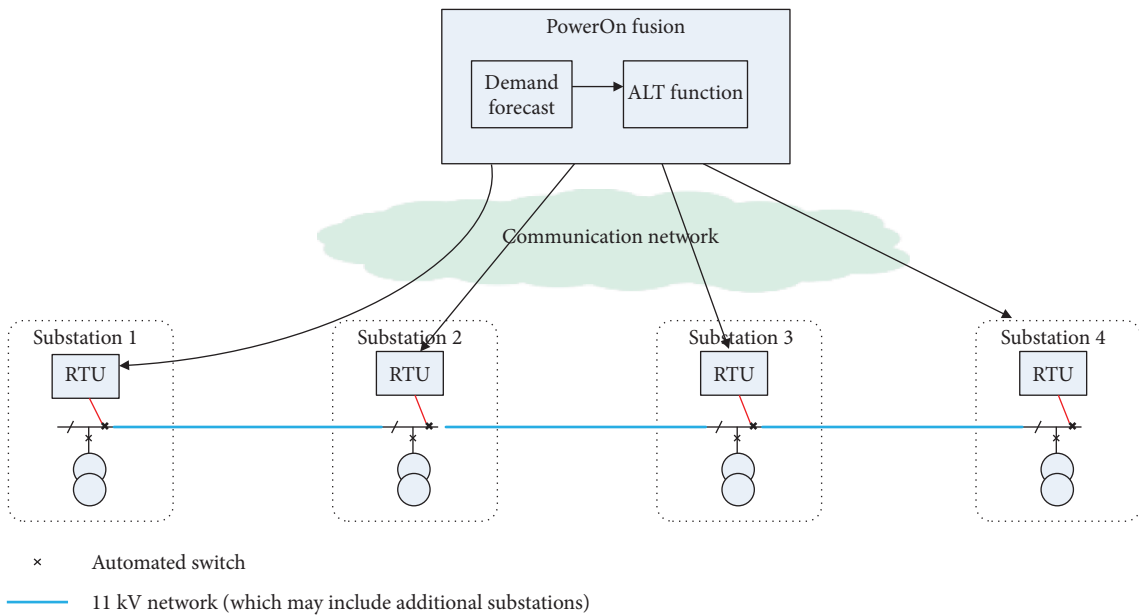 PowerOn fusion
Demand
forecast
ALT function
Communication network
Substation 1
Substation 2
Substation 3
Substation 4
RTU
RTU
RTU
RTU
Automated switch
11 kV network (which may include additional substations)